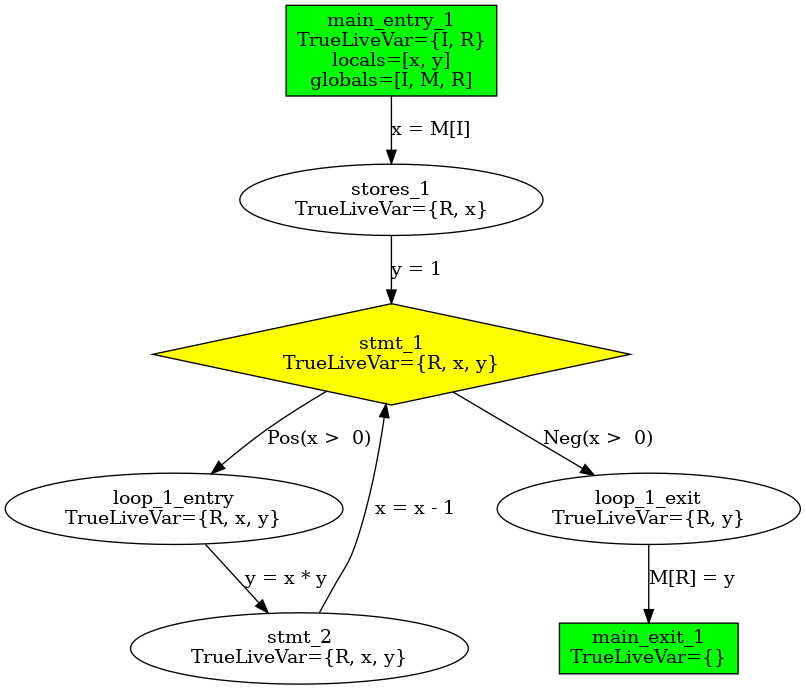 main_entry_1
TrueLiveVar={I, R}
locals=[x, y]
globals=[I, M, R]
x = M[I]
stores_1
TrueLiveVar={R, x}
y = 1
stmt_1
TrueLiveVar={R, x, y}
Pos(x >  0)
Neg(x >  0)
loop_1_entry
TrueLiveVar={R, x, y}
x = x - 1
loop_1_exit
TrueLiveVar={R, y}
y = x * y
M[R] = y
stmt_2
TrueLiveVar={R, x, y}
main_exit_1
TrueLiveVar={}